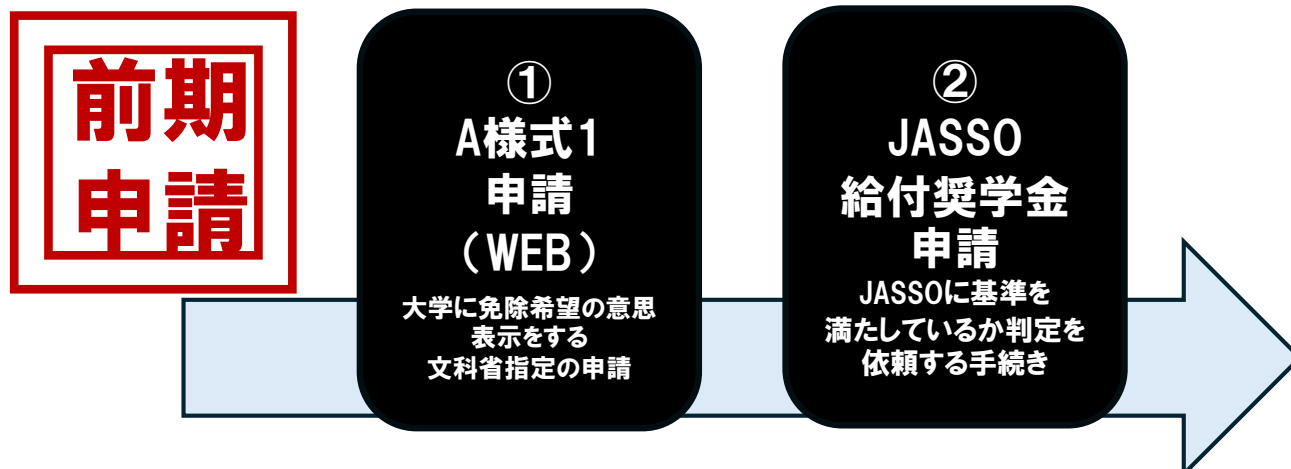 前期
申請
①
A様式1
申請
(WEB)
大学に免除希望の意思
表示をする
文科省指定の申請
②
JASSO
給付奨学金
申請
JASSOに基準を
満たしているか判定を
依頼する手続き